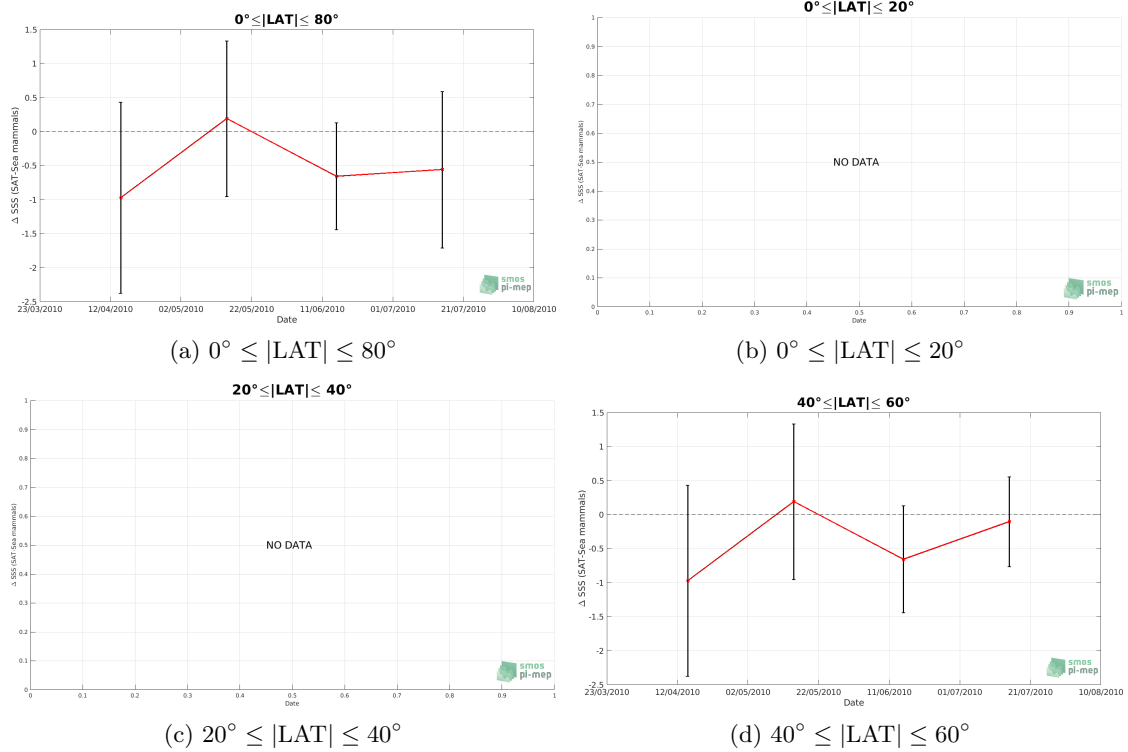 0°≤|LAT|≤ 80°
1.5
1
0.5
0
-0.5
-1
-1.5
-2
-2.5
Δ SSS (SAT-Sea mammals)
23/03/2010 12/04/2010 02/05/2010 22/05/2010 11/06/2010 01/07/2010 21/07/2010 10/08/2010
Date
smos
pi-mep
(a) 0° ≤ |LAT| ≤ 80°
0°≤|LAT|≤ 20°
1
0.9
0.8
0.7
0.6
0.5
0.4
0.3
0.2
0.1
0
Δ SSS (SAT-Sea mammals)
NO DATA
0 0.1 0.2 0.3 0.4 0.5 0.6 0.7 0.8 0.9 1
Date
smos
pi-mep
(b) 0° ≤ |LAT| ≤ 20°
20°≤|LAT|≤ 40°
1
0.9
0.8
0.7
0.6
0.5
0.4
0.3
0.2
0.1
0
Δ SSS (SAT-Sea mammals)
NO DATA
0 0.1 0.2 0.3 0.4 0.5 0.6 0.7 0.8 0.9 1
Date
smos
pi-mep
(c) 20° ≤ |LAT| ≤ 40°
40°≤|LAT|≤ 60°
1.5
1
0.5
0
-0.5
-1
-1.5
-2
-2.5
Δ SSS (SAT-Sea mammals)
23/03/2010 12/04/2010 02/05/2010 22/05/2010 11/06/2010 01/07/2010 21/07/2010 10/08/2010
Date
smos
pi-mep
(d) 40° ≤ |LAT| ≤ 60°